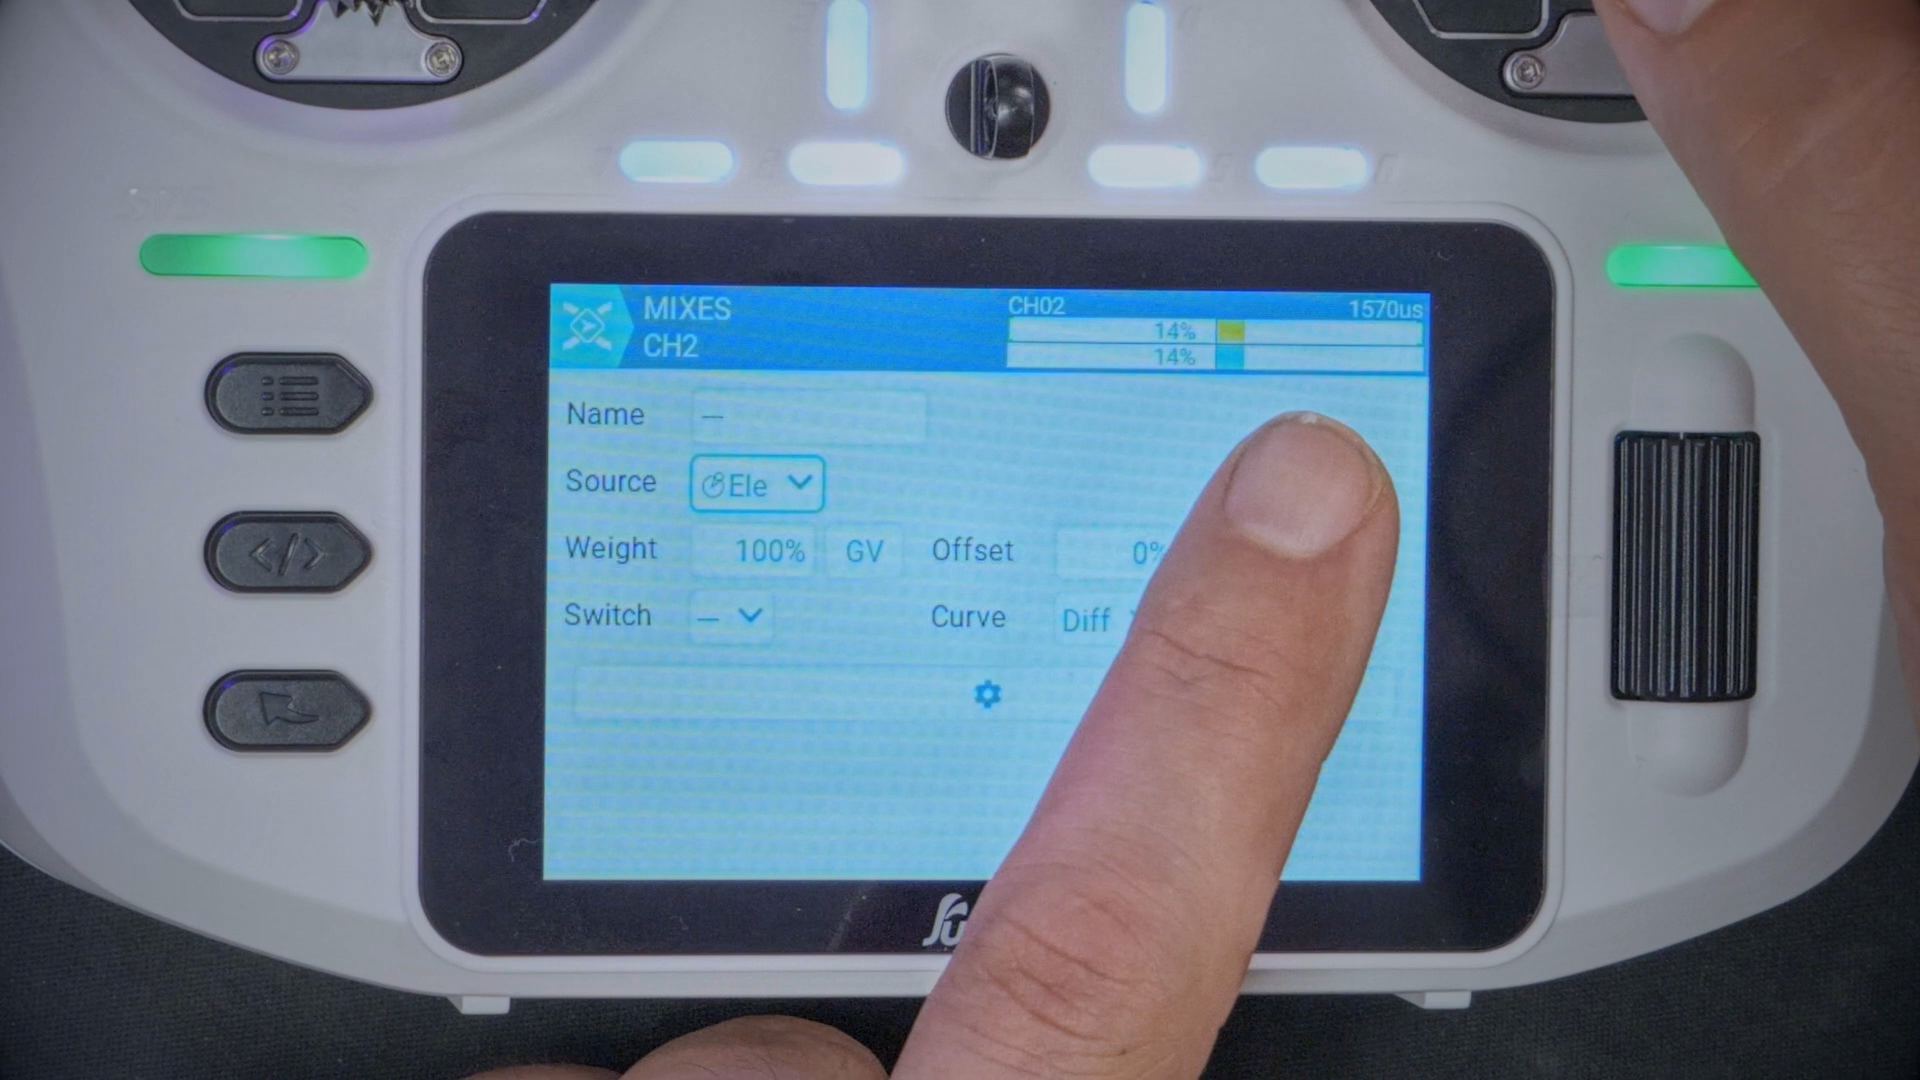 MIXES
CH2
CH02 1570us
14%
14%
Name —
Source Ele
Weight 100% GV Offset 0%
Switch — Curve Diff